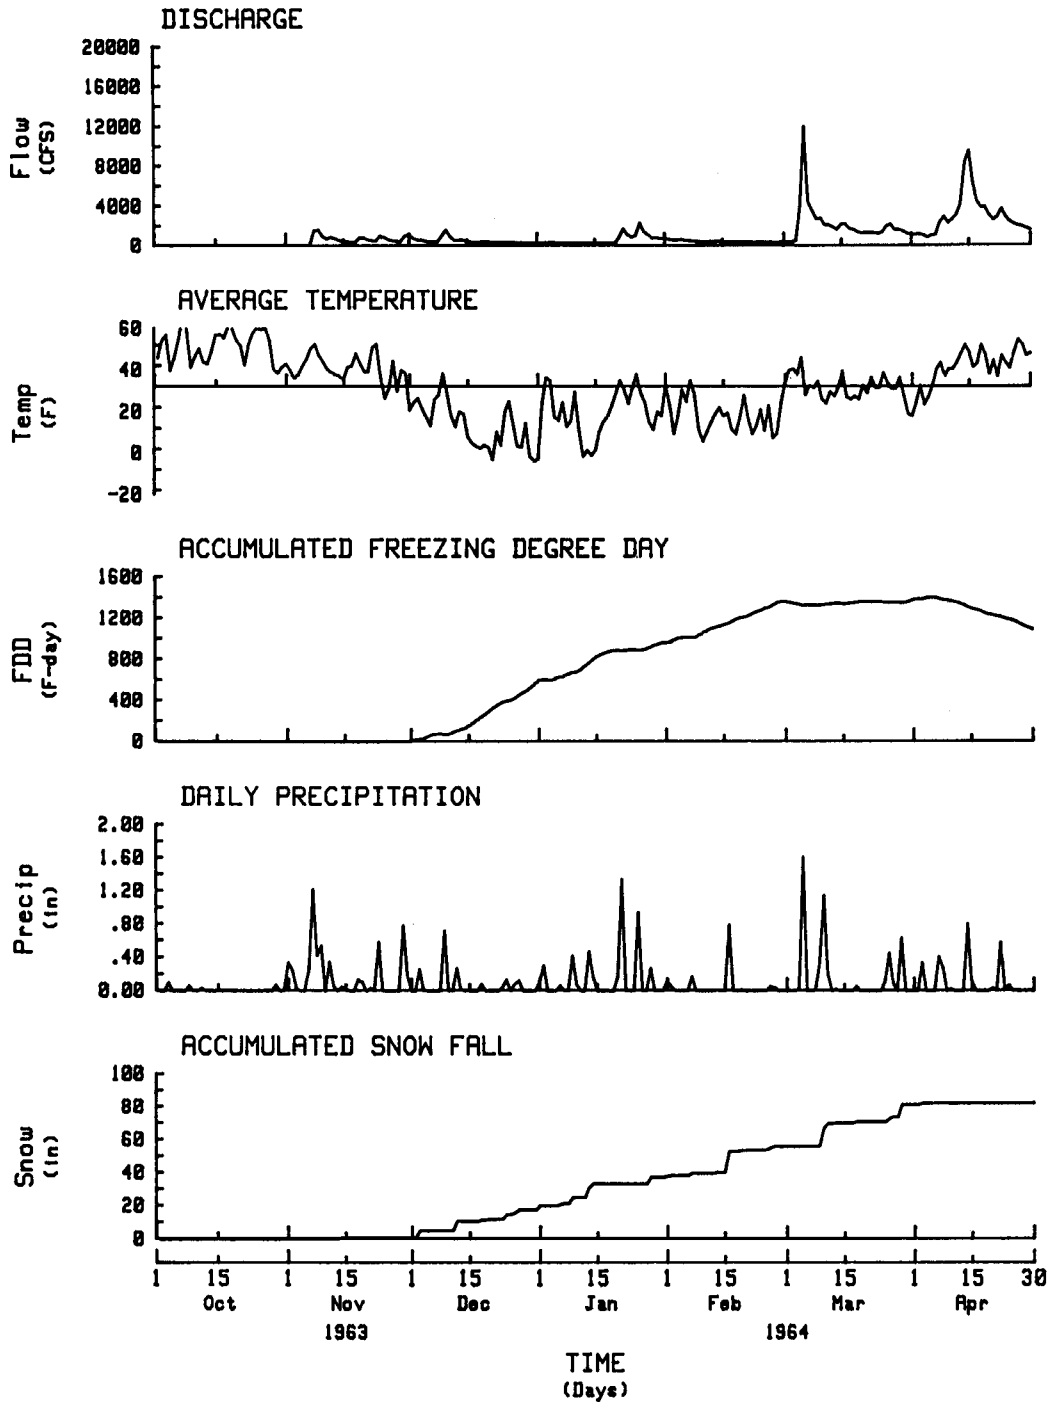 DISCHARGE
20000
16000
12000
8000
4000
0
Flow
(CFS)
AVERAGE TEMPERATURE
60
40
20
0
-20
Temp
(F)
ACCUMULATED FREEZING DEGREE DAY
1600
1200
800
400
0
FDD
(F-day)
DAILY PRECIPITATION
2.00
1.60
1.20
.80
.40
0.00
Precip
(in)
ACCUMULATED SNOW FALL
100
80
60
40
20
0
Snow
(in)
1 15 1 15 1 15 1 15 1 15 1 15 1 15 30
Oct Nov Dec Jan Feb Mar Apr
1963 1964
TIME
(Days)